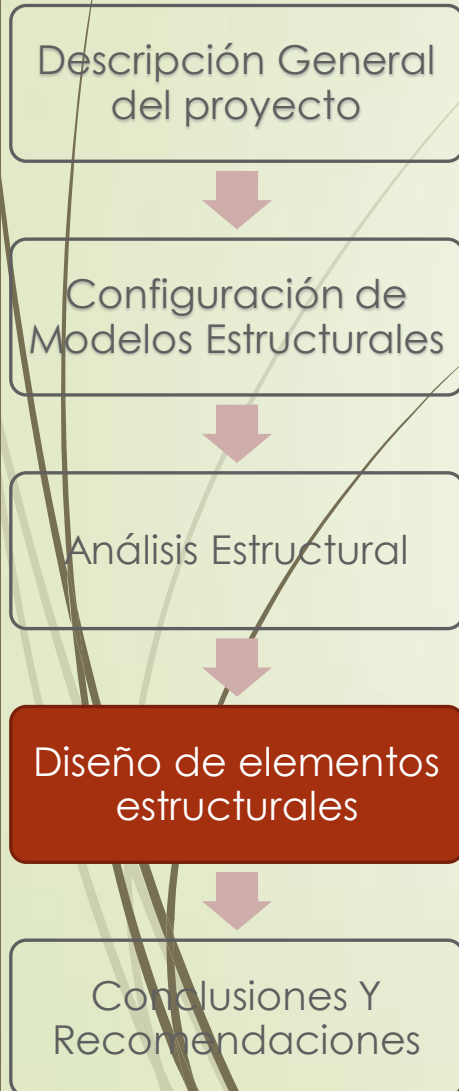 Descripción General
del proyecto
Configuración de
Modelos Estructurales
Análisis Estructural
Diseño de elementos
estructurales
Conclusiones Y
Recomendaciones